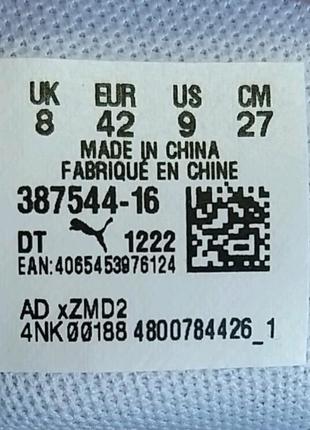 UK EUR US CM
8 42 9 27
MADE IN CHINA
FABRIQUÉ EN CHINE
387544-16
DT 1222
EAN:4065453976124
AD xZMD2
4NK00188 4800784426_1